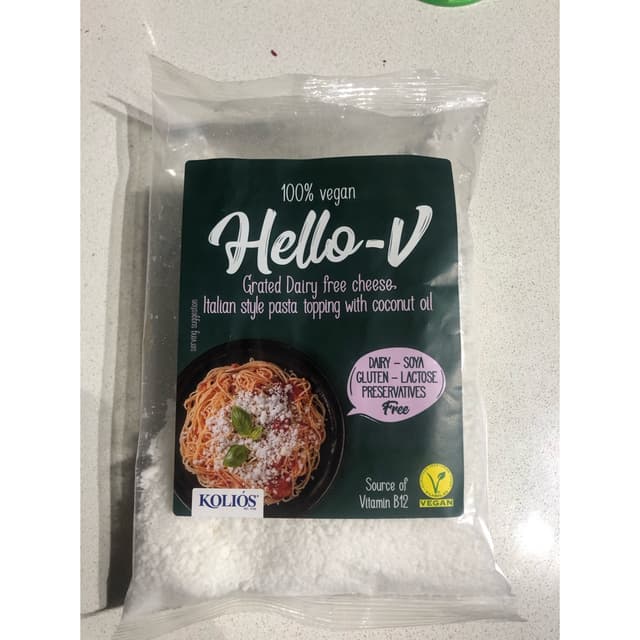 100% vegan
Hello-V
Grated Dairy free cheese,
Italian style pasta topping with coconut oil
serving suggestion
DAIRY – SOYA
GLUTEN – LACTOSE
PRESERVATIVES
Free
KOLIÓS
Source of
Vitamin B12
VEGAN